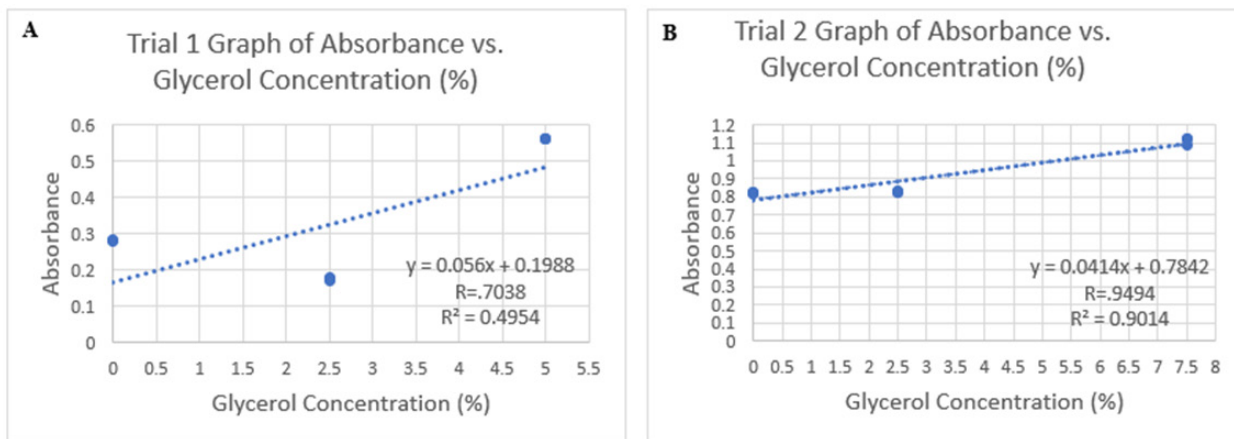 A
Trial 1 Graph of Absorbance vs.
Glycerol Concentration (%)
0.6
0.5
0.4
0.3
0.2
0.1
0
Absorbance
y = 0.056x + 0.1988
R=.7038
R² = 0.4954
0 0.5 1 1.5 2 2.5 3 3.5 4 4.5 5 5.5
Glycerol Concentration (%)
B
Trial 2 Graph of Absorbance vs.
Glycerol Concentration (%)
1.2
1.1
1
0.9
0.8
0.7
0.6
0.5
0.4
0.3
0.2
0.1
0
Absorbance
y = 0.0414x + 0.7842
R=.9494
R² = 0.9014
0 0.5 1 1.5 2 2.5 3 3.5 4 4.5 5 5.5 6 6.5 7 7.5 8
Glycerol Concentration (%)